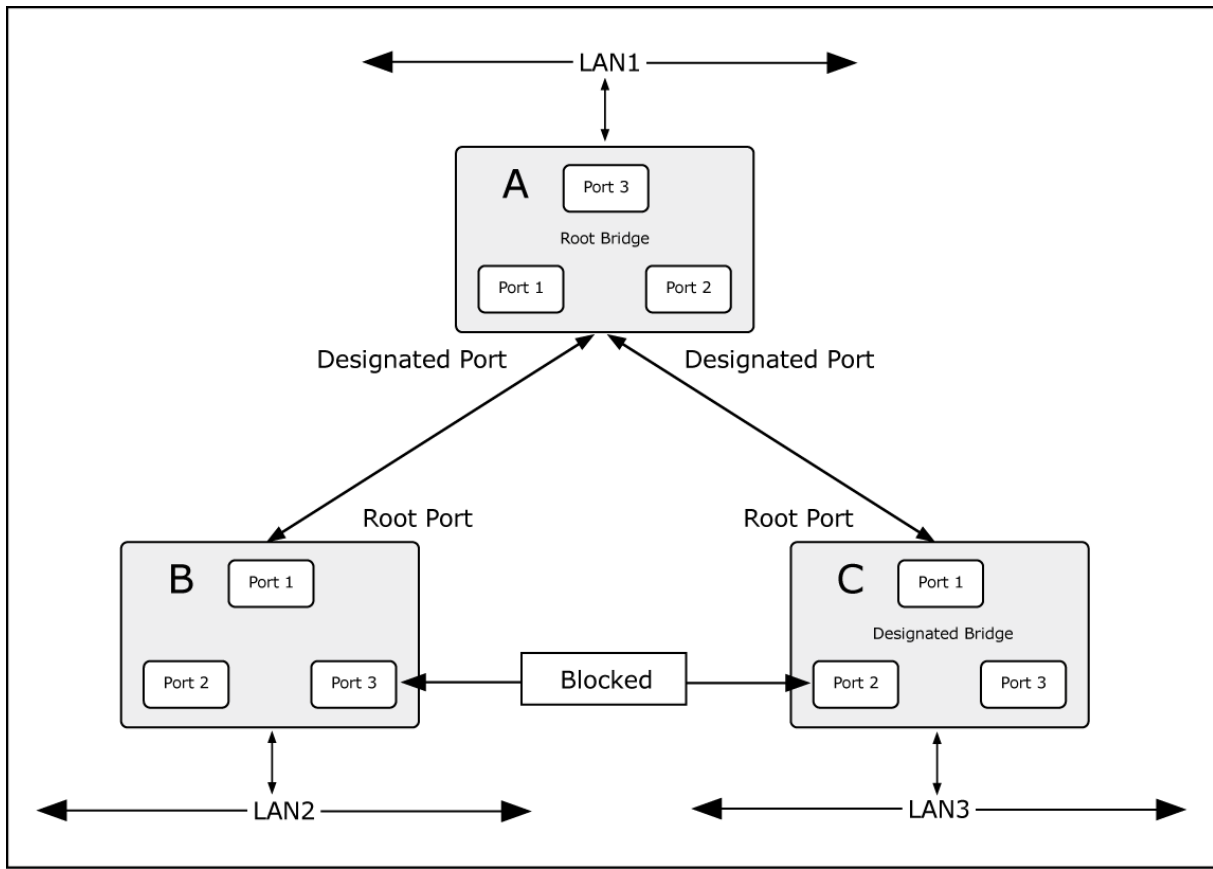 LAN1
A
Port 3
Root Bridge
Port 1
Port 2
Designated Port
Designated Port
Root Port
Root Port
B
Port 1
Port 2
Port 3
Blocked
C
Port 1
Designated Bridge
Port 2
Port 3
LAN2
LAN3